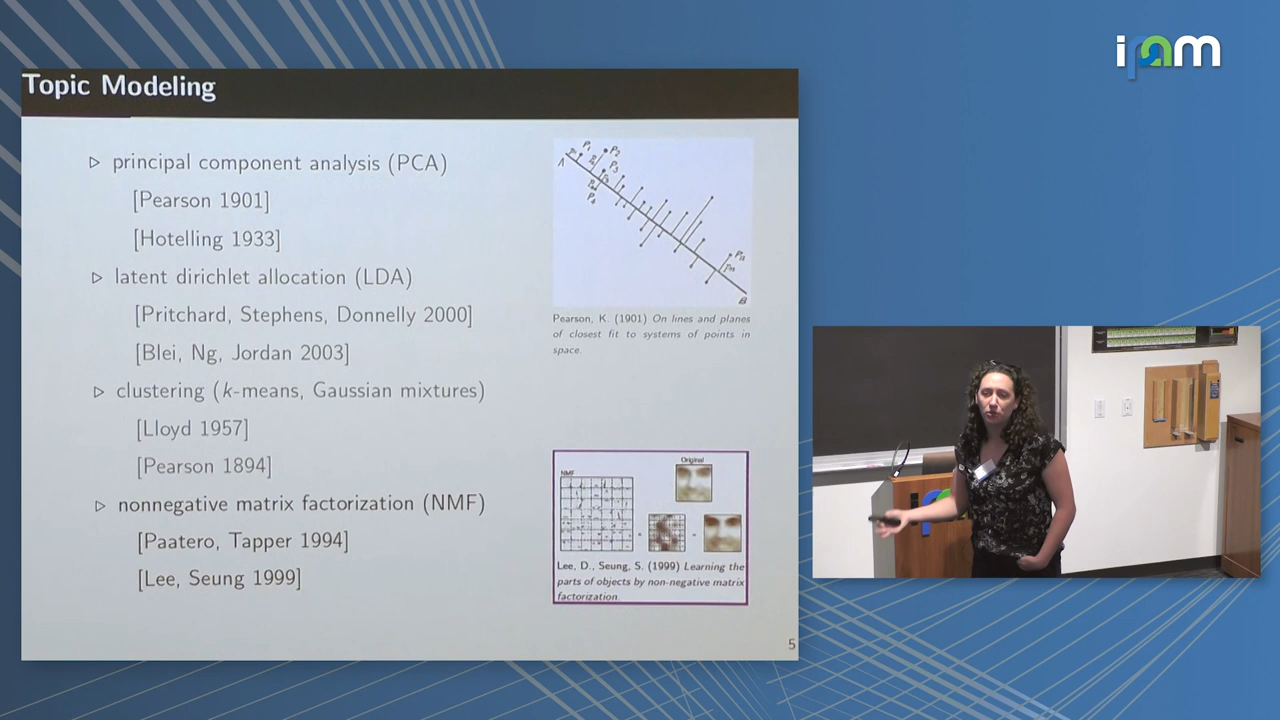 ipam
Topic Modeling
▷ principal component analysis (PCA)
[Pearson 1901]
[Hotelling 1933]
▷ latent dirichlet allocation (LDA)
[Pritchard, Stephens, Donnelly 2000]
[Blei, Ng, Jordan 2003]
▷ clustering (k-means, Gaussian mixtures)
[Lloyd 1957]
[Pearson 1894]
▷ nonnegative matrix factorization (NMF)
[Paatero, Tapper 1994]
[Lee, Seung 1999]
A
P1
P2
P3
B
Pearson, K. (1901) On lines and planes
of closest fit to systems of points in
space.
Original
NMF
Lee, D., Seung, S. (1999) Learning the
parts of objects by non-negative matrix
factorization.
5